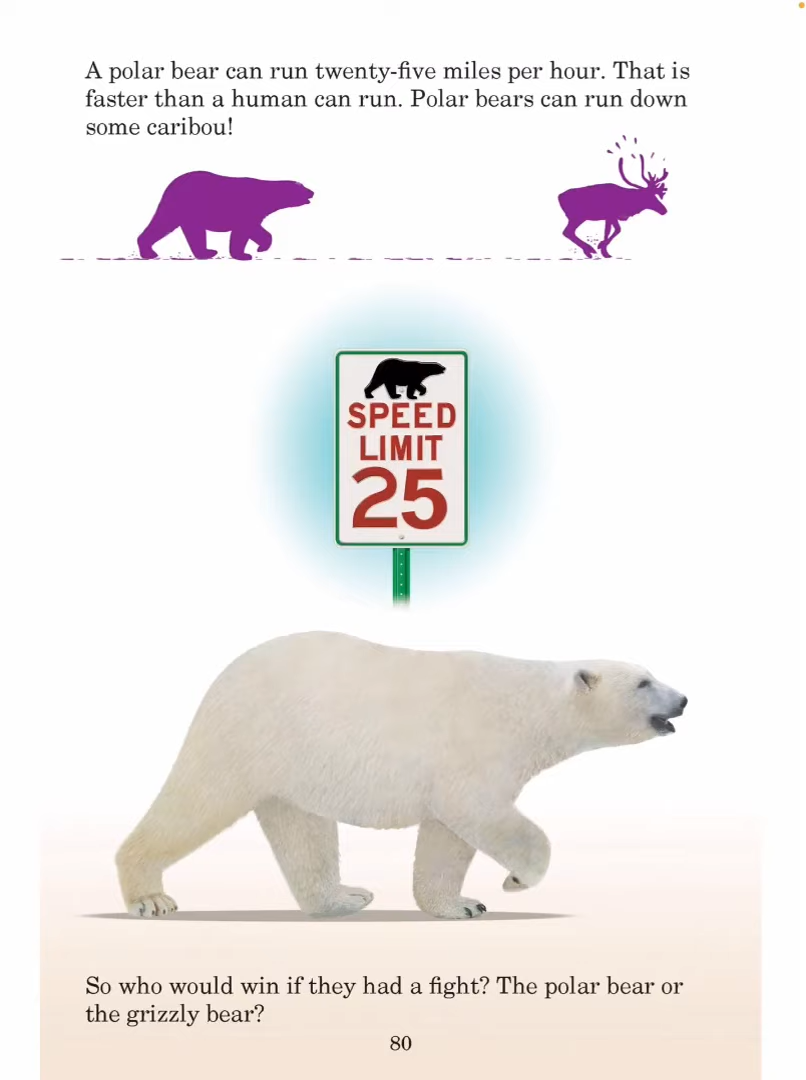 A polar bear can run twenty-five miles per hour. That is
faster than a human can run. Polar bears can run down
some caribou!
SPEED
LIMIT
25
So who would win if they had a fight? The polar bear or
the grizzly bear?
80